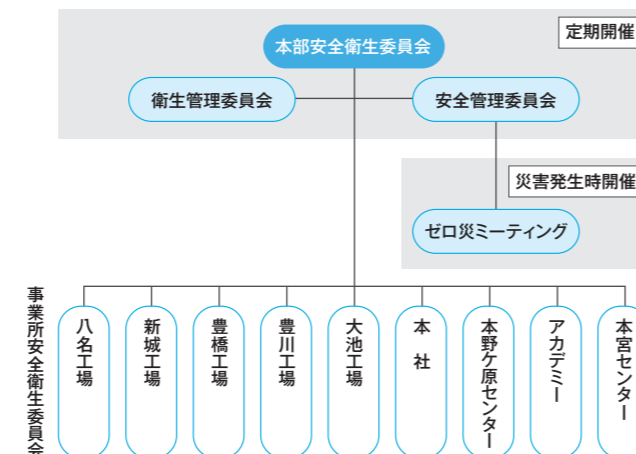 定期開催
本部安全衛生委員会
衛生管理委員会
安全管理委員会
災害発生時開催
ゼロ災ミーティング
事業所安全衛生委員会
八名工場
新城工場
豊橋工場
豊川工場
大池工場
本社
本野ケ原センター
アカデミー
本宮センター